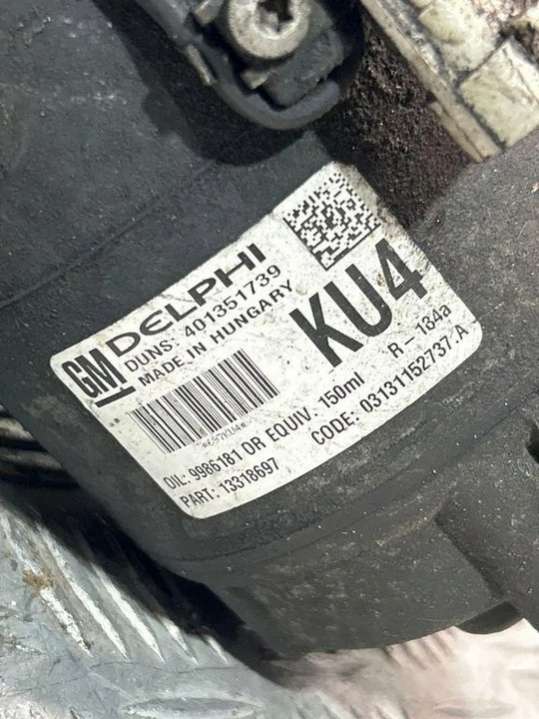 GM DELPHI
DUNS: 401351739
MADE IN HUNGARY
KU4
OIL: 9986181 OR EQUIV. 150ml R-134a
PART: 13318697 CODE: 03131152737.A